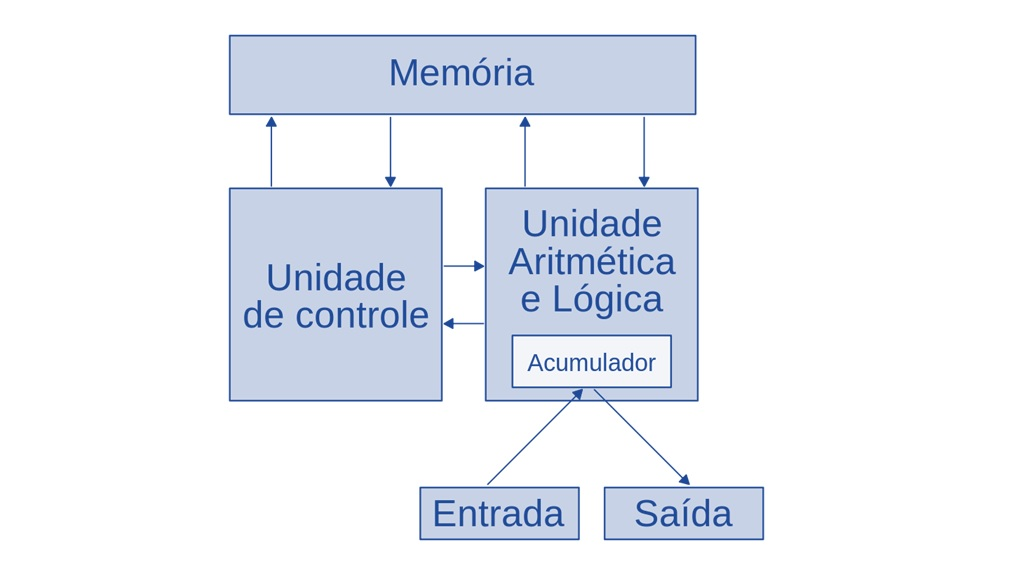 Memória
Unidade
de controle
Unidade
Aritmética
e Lógica
Acumulador
Entrada
Saída